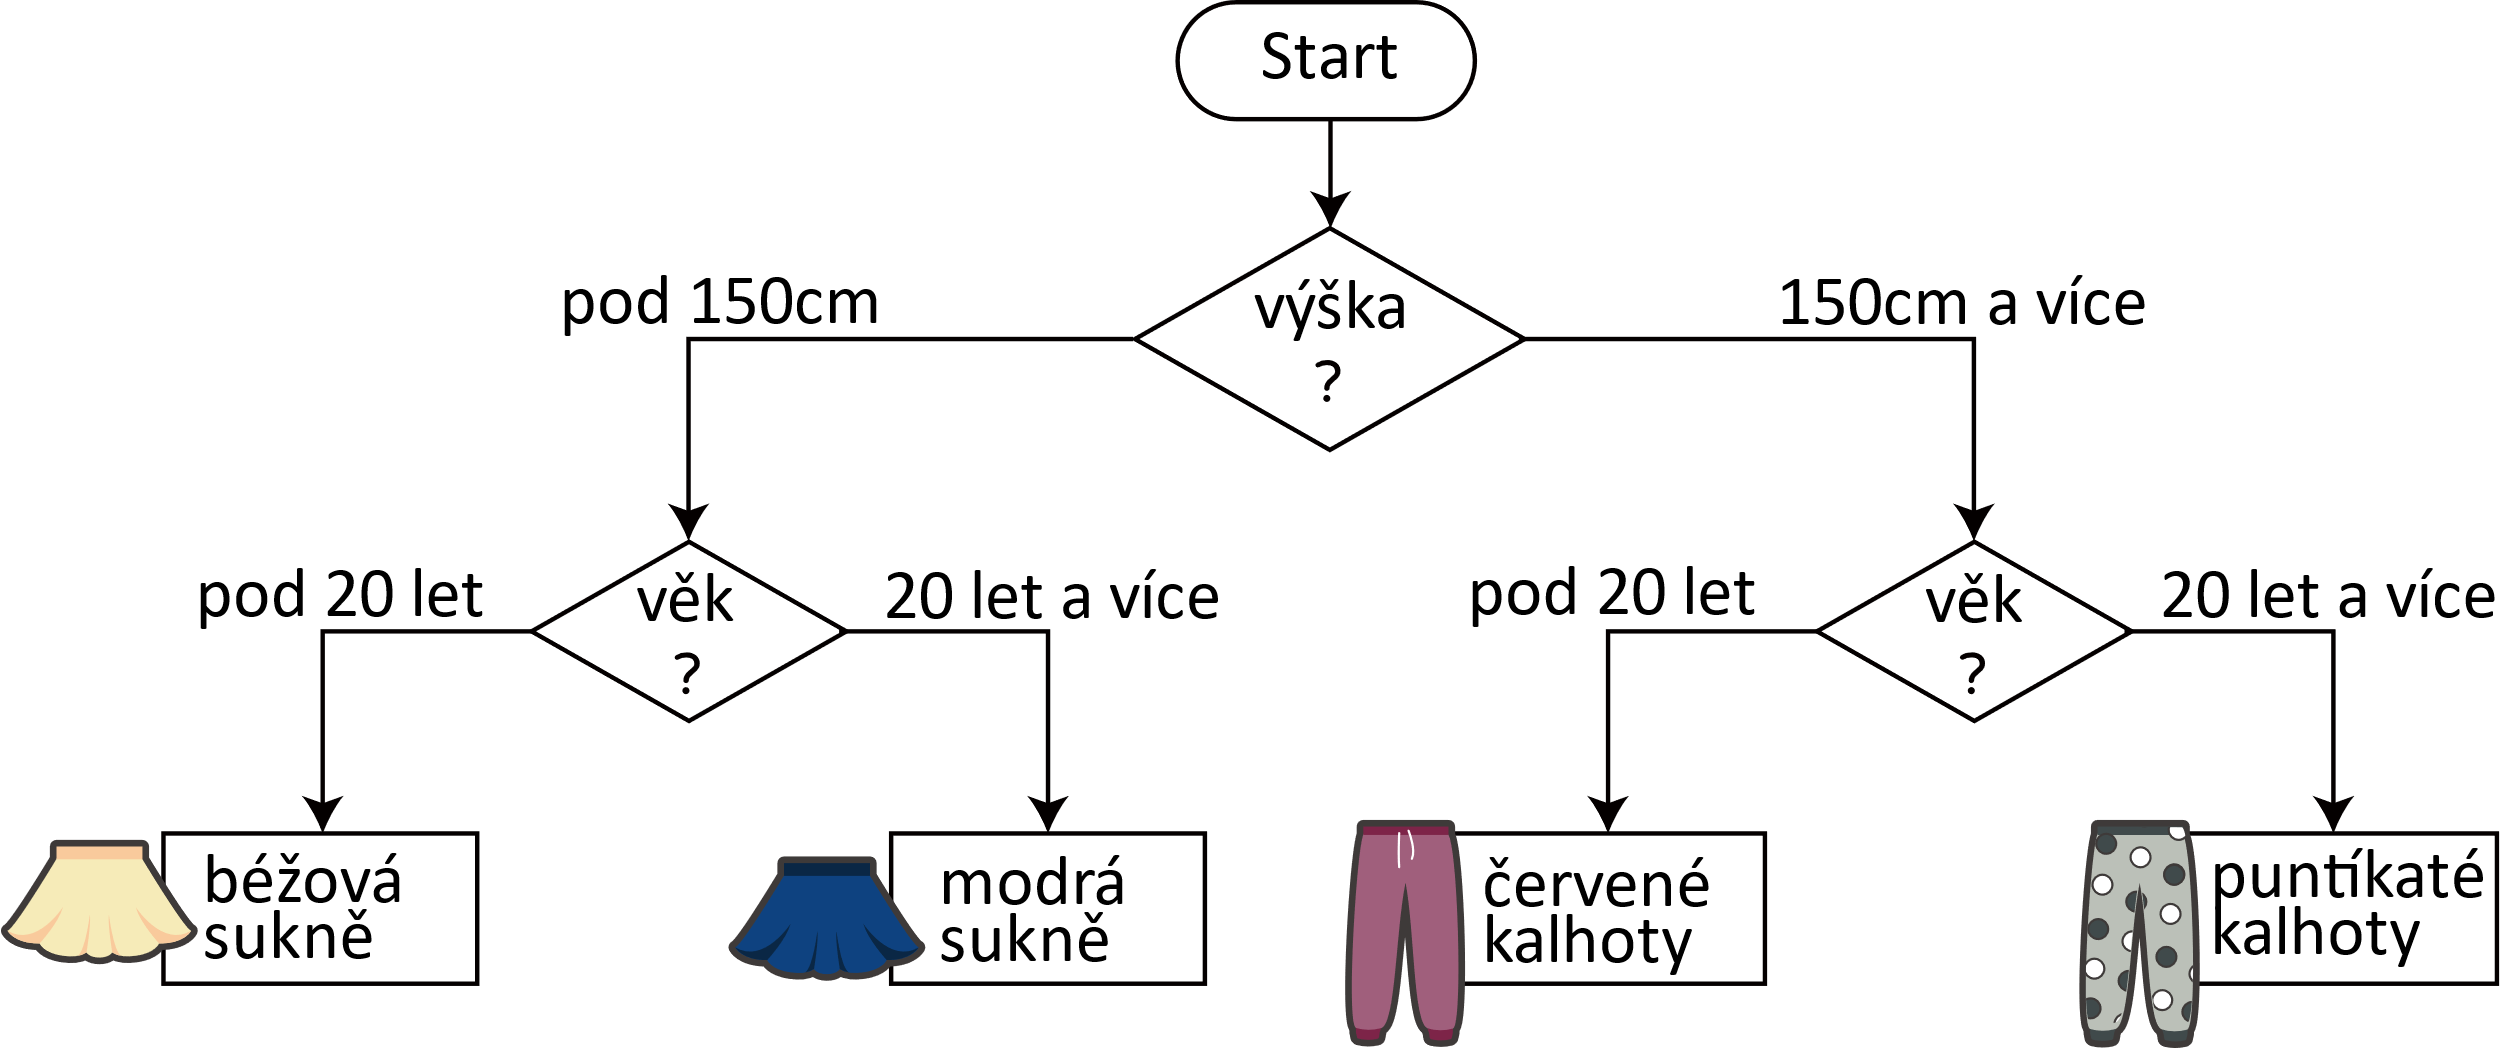 Start
výška
?
pod 150cm
150cm a více
věk
?
pod 20 let
20 let a více
věk
?
pod 20 let
20 let a více
béžová
sukně
modrá
sukně
červené
kalhoty
puntíkaté
kalhoty